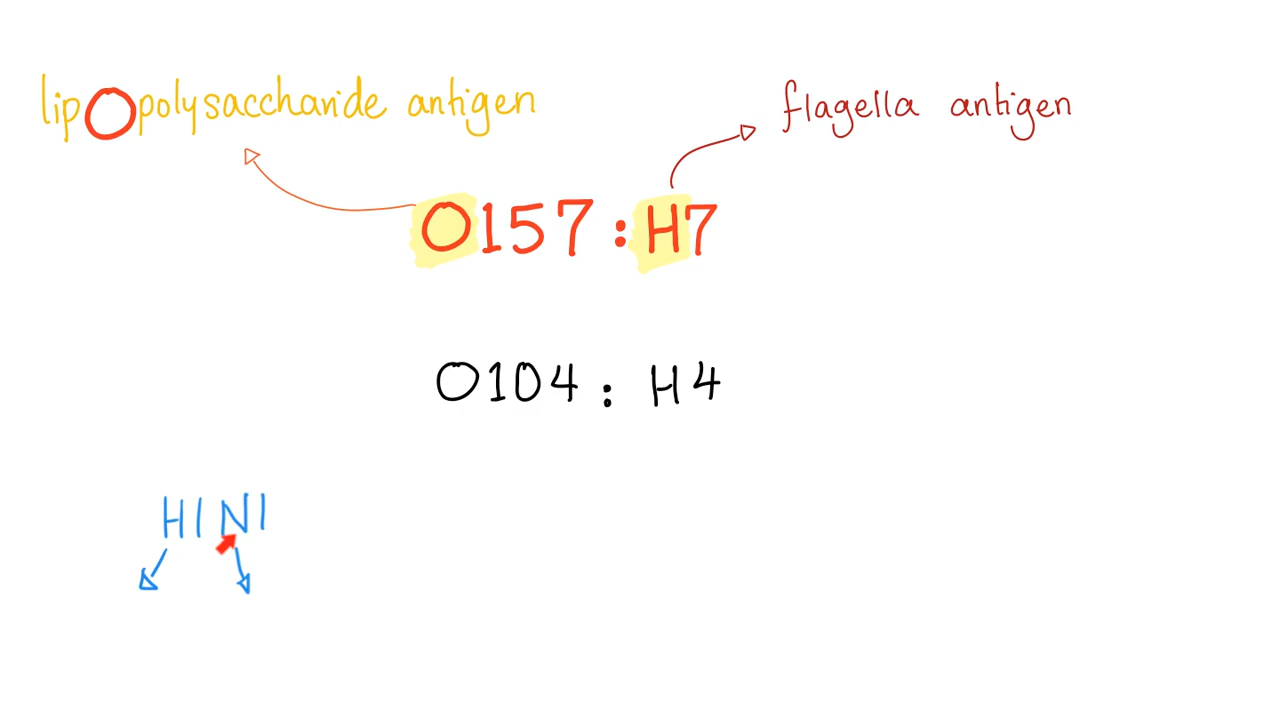 lipOpolysaccharide antigen
flagella antigen
O157:H7
O104: H4
H1N1